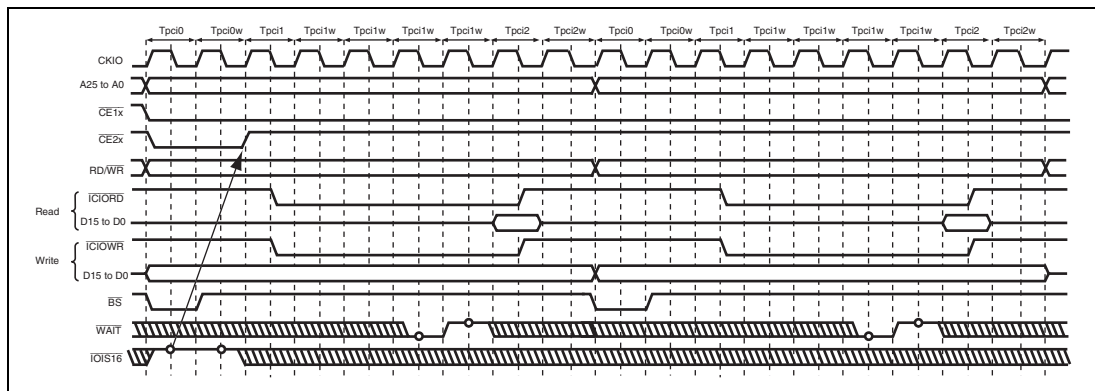 Tpci0 Tpci0w Tpci1 Tpci1w Tpci1w Tpci1w Tpci1w Tpci2 Tpci2w Tpci0 Tpci0w Tpci1 Tpci1w Tpci1w Tpci1w Tpci1w Tpci2 Tpci2w
CKIO
A25 to A0
CE1x
CE2x
RD/WR
Read
ICIORD
D15 to D0
Write
ICIOWR
D15 to D0
BS
WAIT
IOIS16